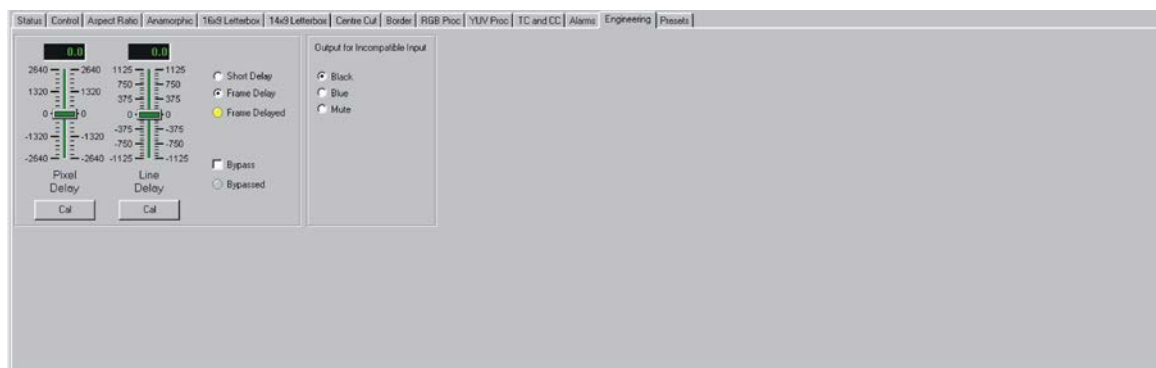 Status Control Aspect Ratio Anamorphic 16x9 Letterbox 14x9 Letterbox Centre Cut Border RGB Proc YUV Proc TC and CC Alarms Engineering Presets
0.0 0.0 Output for Incompatible Input
2640 2640 1125 1125 Short Delay Black
750 750
1320 1320 375 375 Frame Delay Blue
0 0 0 0 Frame Delayed Mute
-375 -375
-1320 -1320 -750 -750
-2640 -2640 -1125 -1125 Bypass
Pixel Delay Line Delay Bypassed
Cal Cal